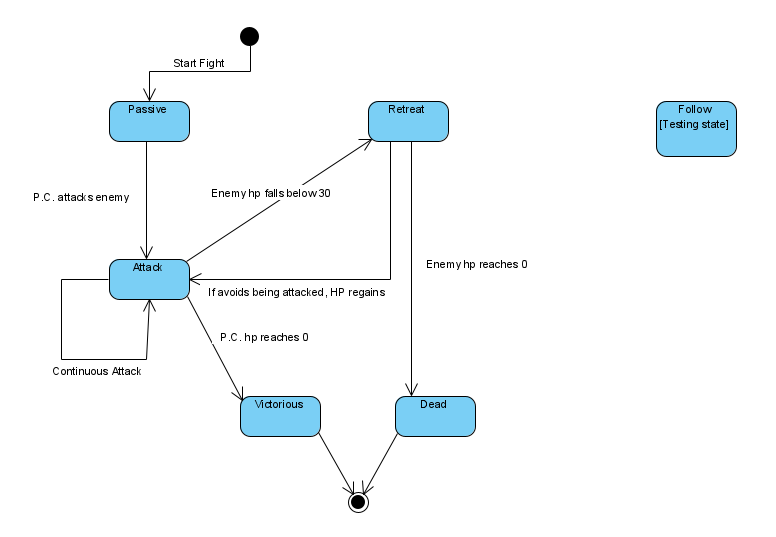 Start Fight
Passive
Retreat
Follow
[Testing state]
Enemy hp falls below 30
P.C. attacks enemy
Attack
Enemy hp reaches 0
If avoids being attacked, HP regains
P.C. hp reaches 0
Continuous Attack
Victorious
Dead